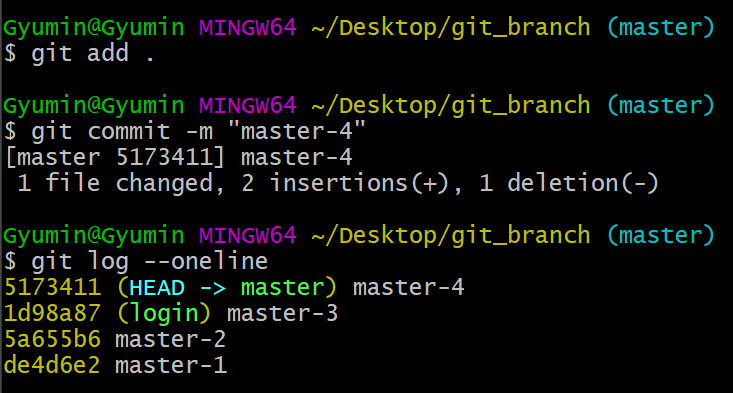 Gyumin@Gyumin MINGW64 ~/Desktop/git_branch (master)
$ git add .
Gyumin@Gyumin MINGW64 ~/Desktop/git_branch (master)
$ git commit -m "master-4"
[master 5173411] master-4
 1 file changed, 2 insertions(+), 1 deletion(-)
Gyumin@Gyumin MINGW64 ~/Desktop/git_branch (master)
$ git log --oneline
5173411 (HEAD -> master) master-4
1d98a87 (login) master-3
5a655b6 master-2
de4d6e2 master-1